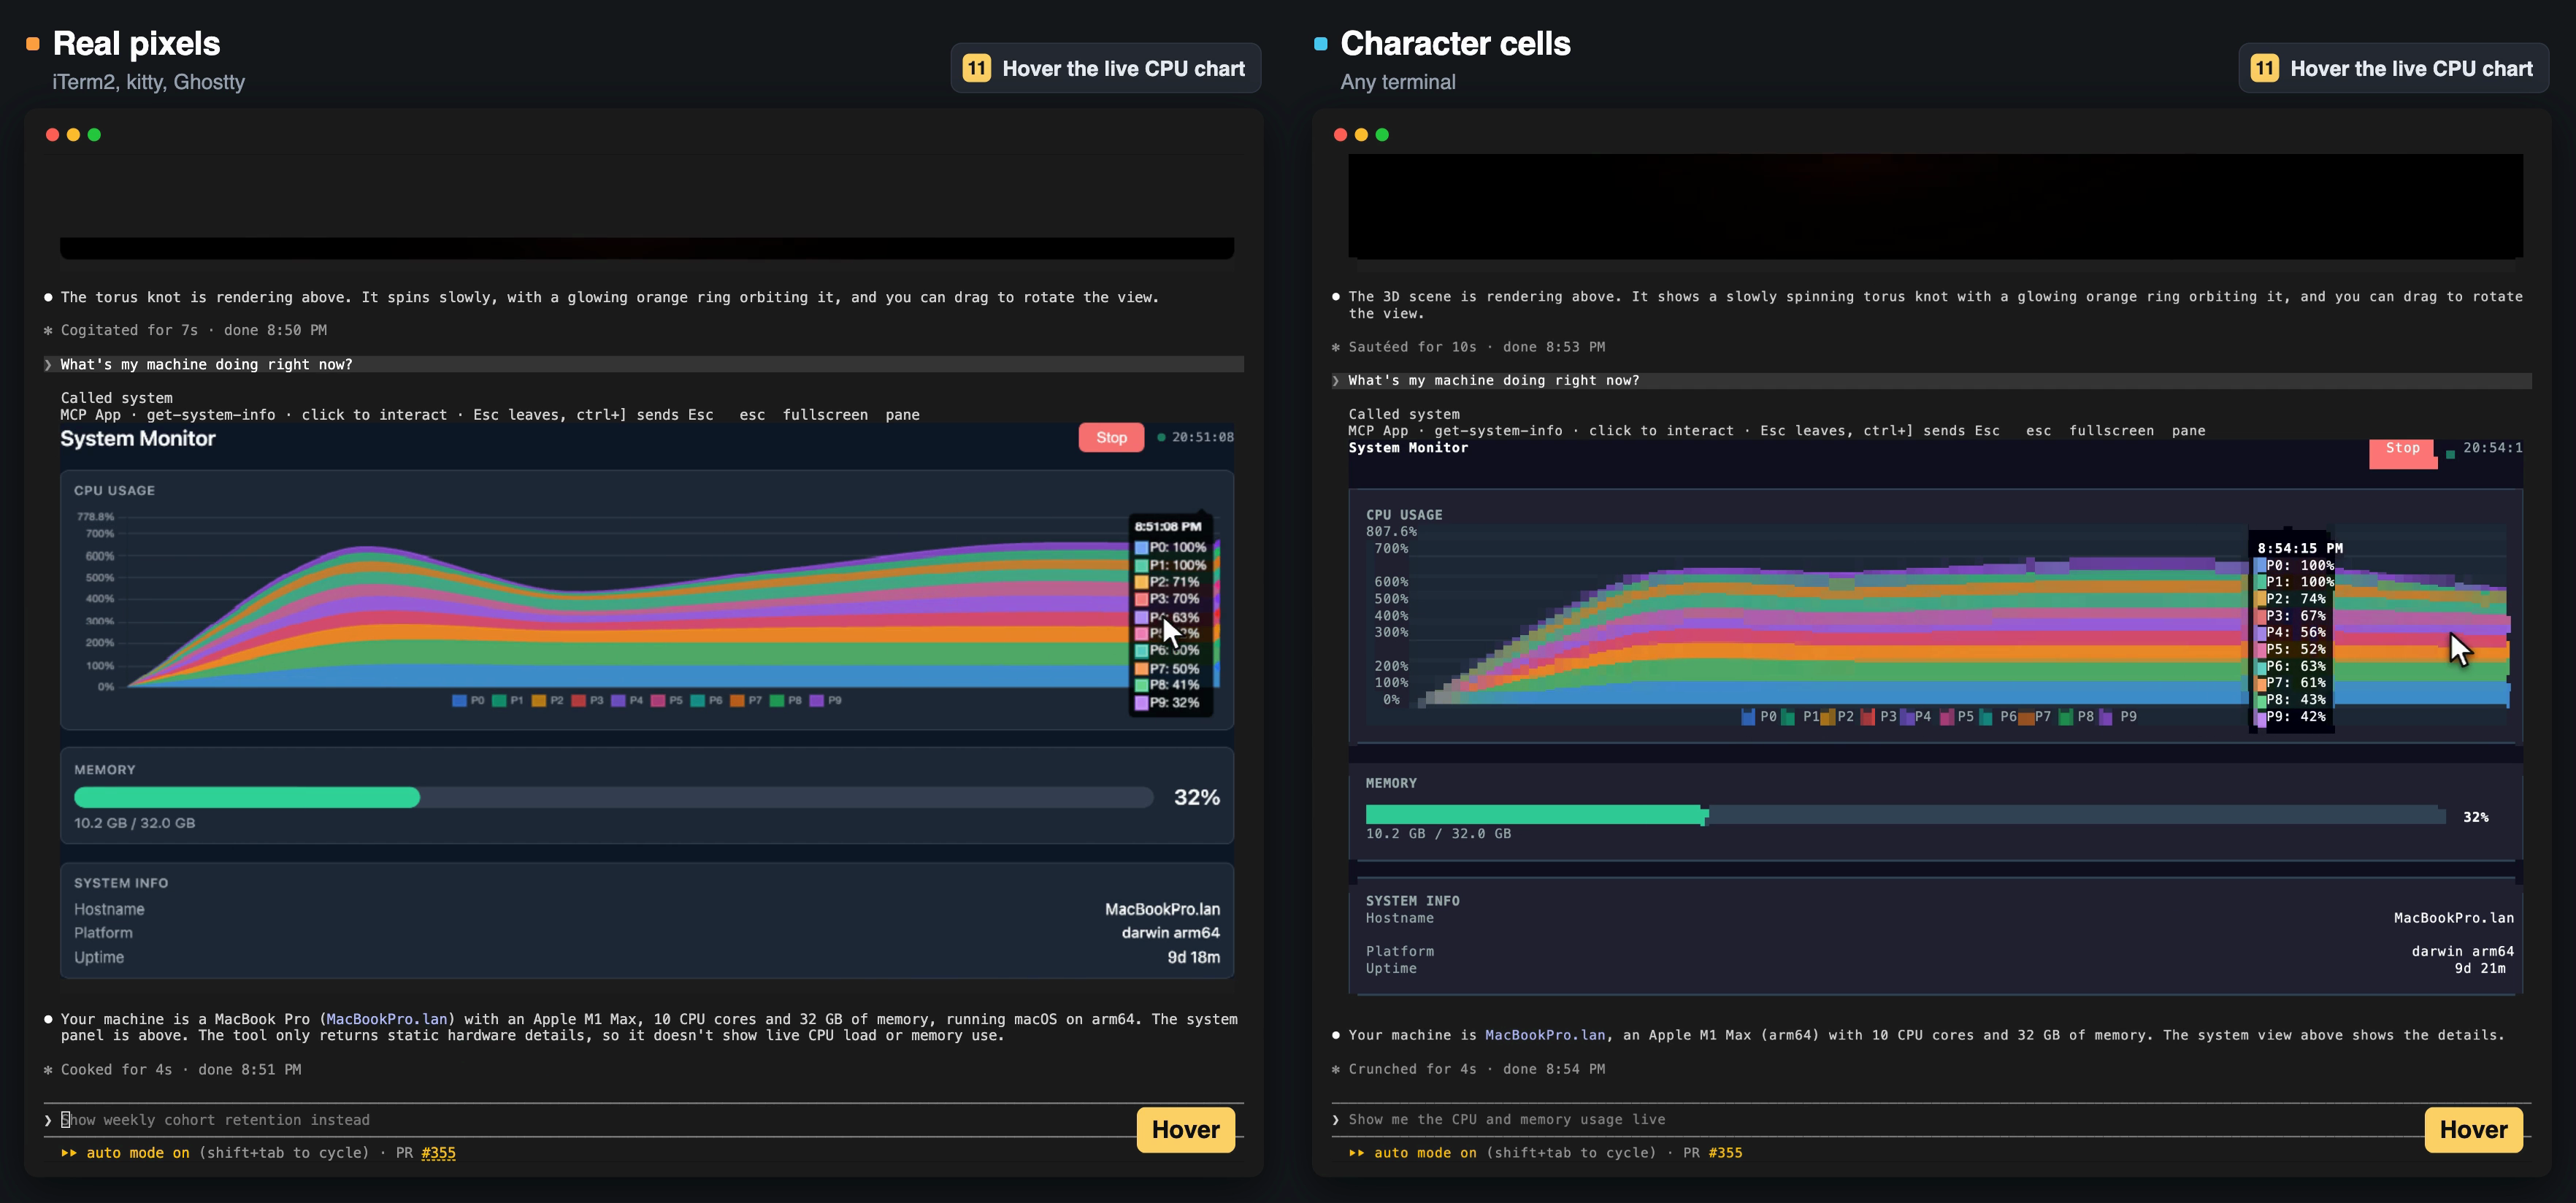 Real pixels
iTerm2, kitty, Ghostty
11 Hover the live CPU chart
● The torus knot is rendering above. It spins slowly, with a glowing orange ring orbiting it, and you can drag to rotate the view.
✻ Cogitated for 7s · done 8:50 PM
❯ What's my machine doing right now?
Called system
MCP App · get-system-info · click to interact · Esc leaves, ctrl+] sends Esc esc fullscreen pane
System Monitor
Stop
20:51:08
CPU USAGE
778.8%
700%
600%
500%
400%
300%
200%
100%
0%
8:51:08 PM
P0: 100%
P1: 100%
P2: 71%
P3: 70%
P4: 63%
P6: 60%
P7: 50%
P8: 41%
P9: 32%
P0 P1 P2 P3 P4 P5 P6 P7 P8 P9
MEMORY
32%
10.2 GB / 32.0 GB
SYSTEM INFO
Hostname MacBookPro.lan
Platform darwin arm64
Uptime 9d 18m
● Your machine is a MacBook Pro (MacBookPro.lan) with an Apple M1 Max, 10 CPU cores and 32 GB of memory, running macOS on arm64. The system
panel is above. The tool only returns static hardware details, so it doesn't show live CPU load or memory use.
✻ Cooked for 4s · done 8:51 PM
❯ Show weekly cohort retention instead
Hover
⏵⏵ auto mode on (shift+tab to cycle) · PR #355
Character cells
Any terminal
11 Hover the live CPU chart
● The 3D scene is rendering above. It shows a slowly spinning torus knot with a glowing orange ring orbiting it, and you can drag to rotate
the view.
✻ Sautéed for 10s · done 8:53 PM
❯ What's my machine doing right now?
Called system
MCP App · get-system-info · click to interact · Esc leaves, ctrl+] sends Esc esc fullscreen pane
System Monitor
Stop
20:54:1
CPU USAGE
807.6%
700%
600%
500%
400%
300%
200%
100%
0%
8:54:15 PM
P0: 100%
P1: 100%
P2: 74%
P3: 67%
P4: 56%
P5: 52%
P6: 63%
P7: 61%
P8: 43%
P9: 42%
P0 P1 P2 P3 P4 P5 P6 P7 P8 P9
MEMORY
32%
10.2 GB / 32.0 GB
SYSTEM INFO
Hostname MacBookPro.lan
Platform darwin arm64
Uptime 9d 21m
● Your machine is MacBookPro.lan, an Apple M1 Max (arm64) with 10 CPU cores and 32 GB of memory. The system view above shows the details.
✻ Crunched for 4s · done 8:54 PM
❯ Show me the CPU and memory usage live
Hover
⏵⏵ auto mode on (shift+tab to cycle) · PR #355